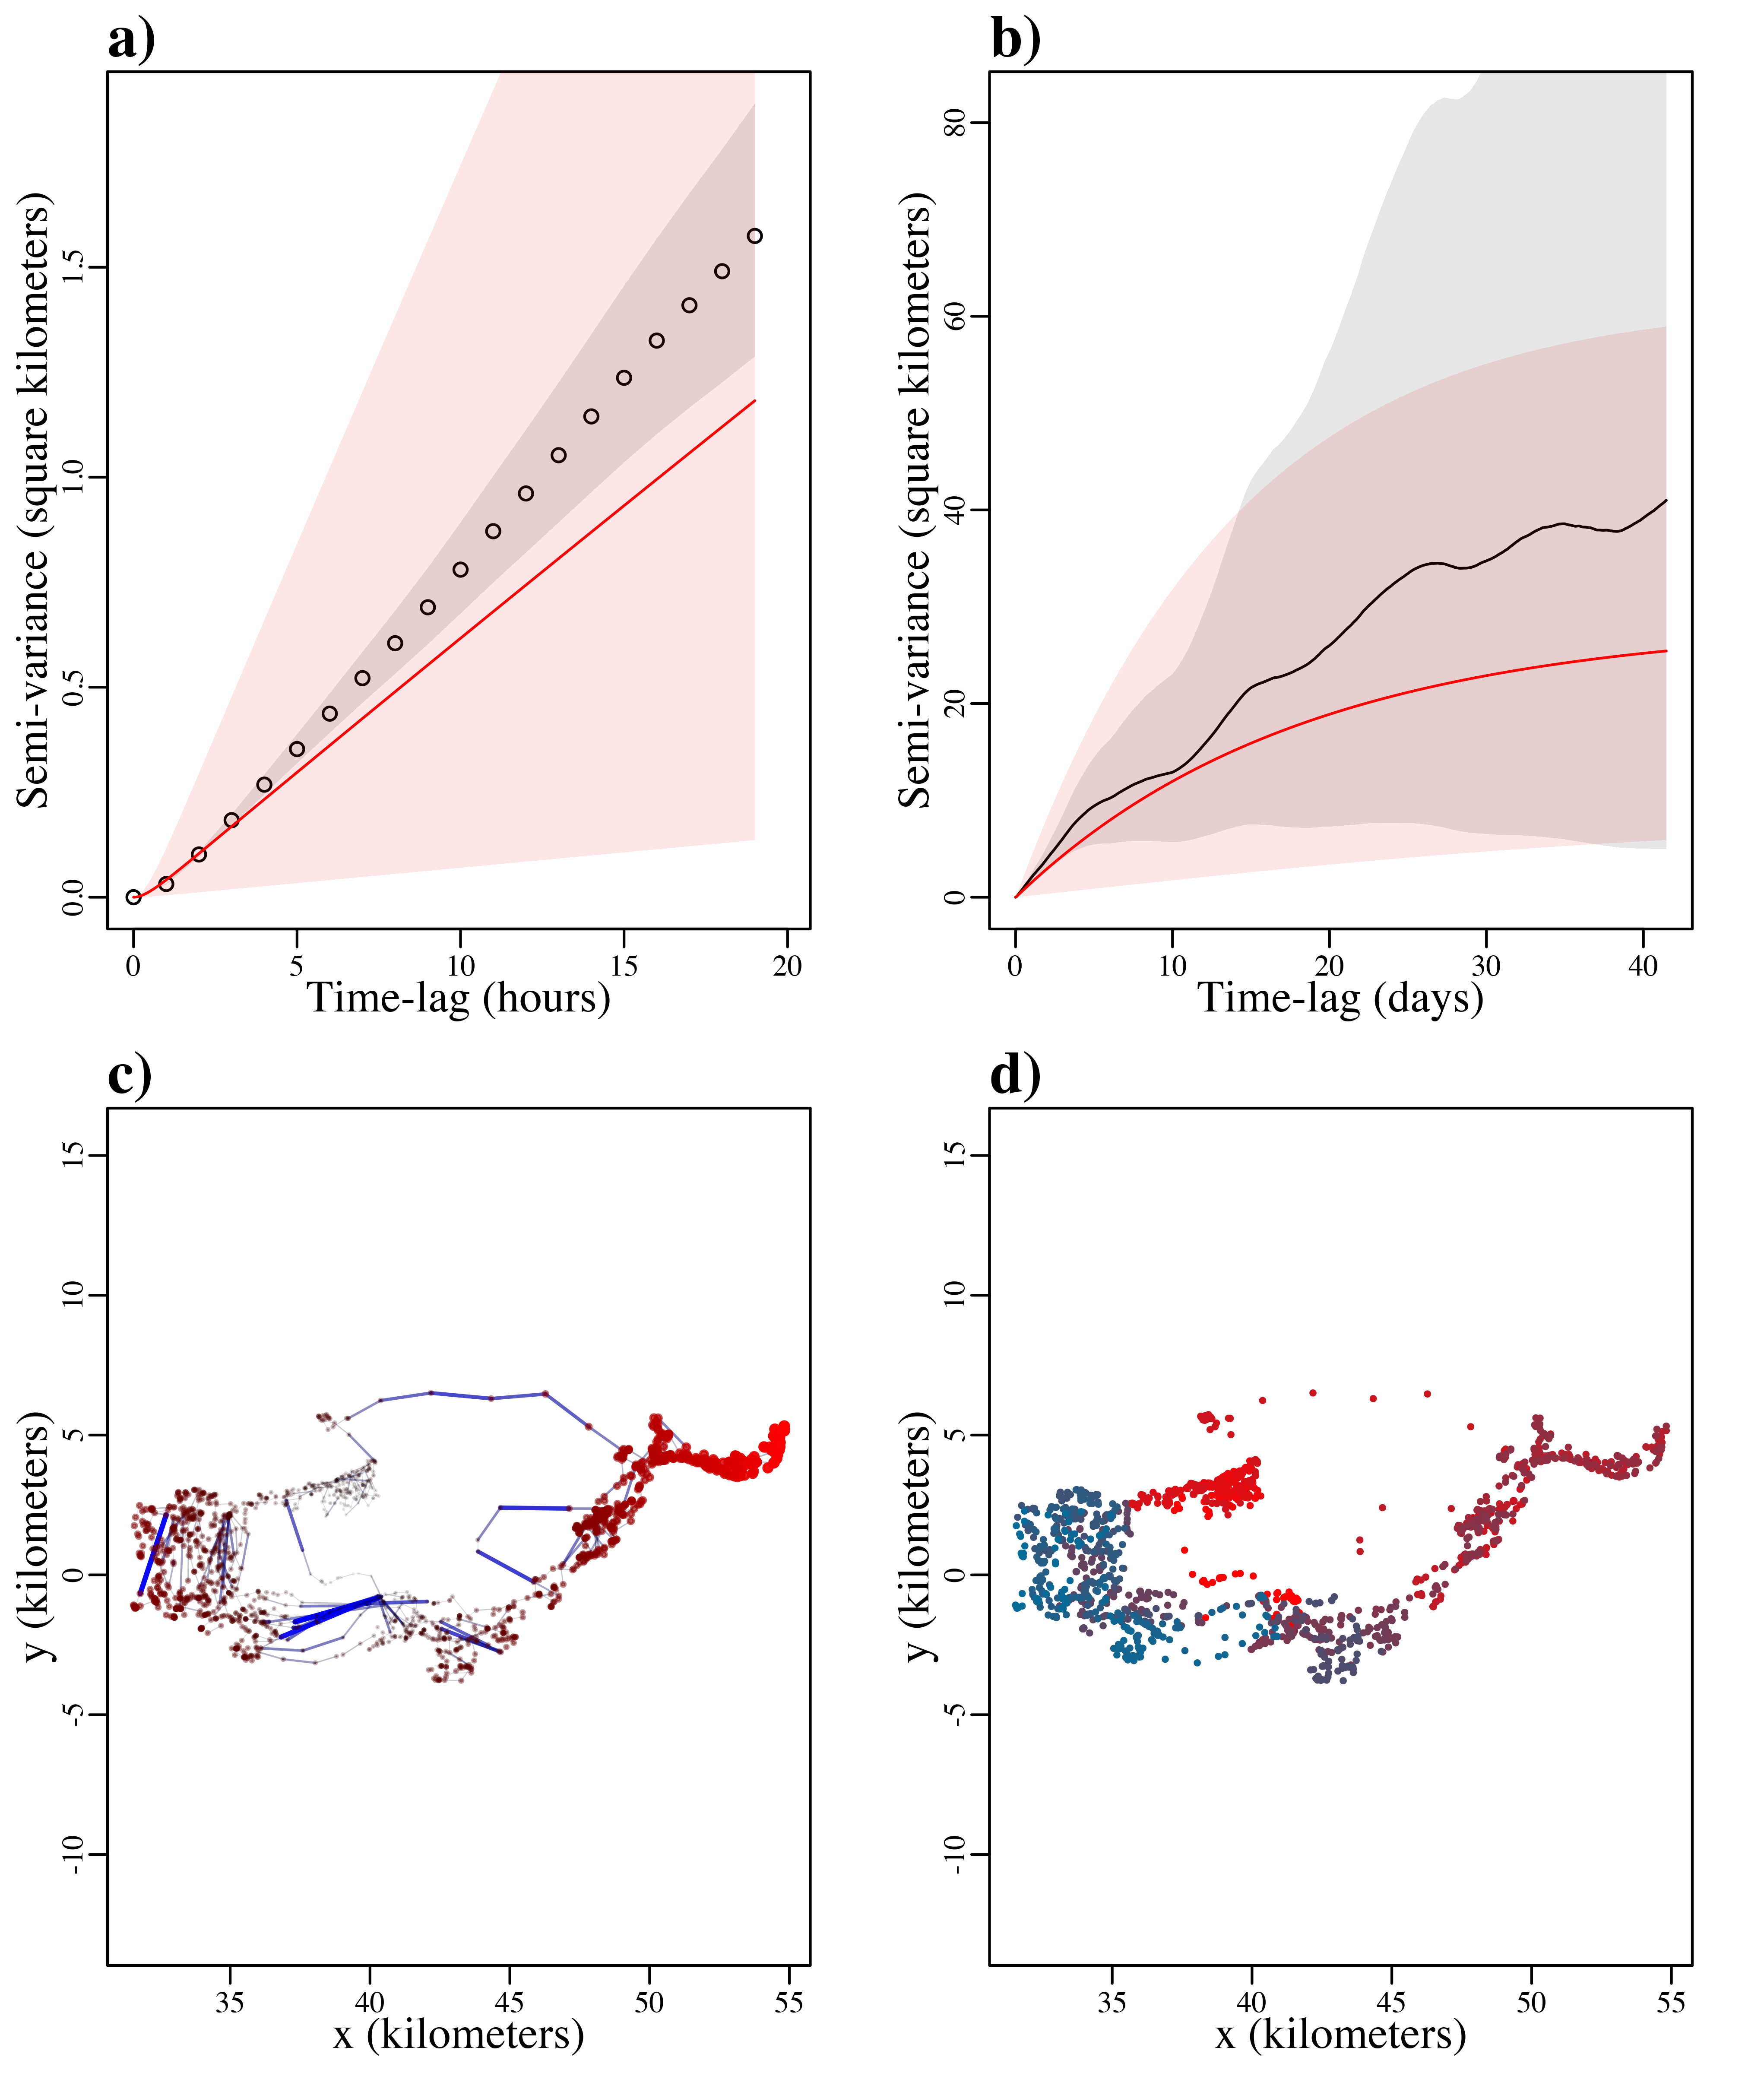 a)
Semi-variance (square kilometers)
0.0 0.5 1.0 1.5
0 5 10 15 20
Time-lag (hours)
b)
Semi-variance (square kilometers)
0 20 40 60 80
0 10 20 30 40
Time-lag (days)
c)
y (kilometers)
-10 -5 0 5 10 15
35 40 45 50 55
x (kilometers)
d)
y (kilometers)
-10 -5 0 5 10 15
35 40 45 50 55
x (kilometers)